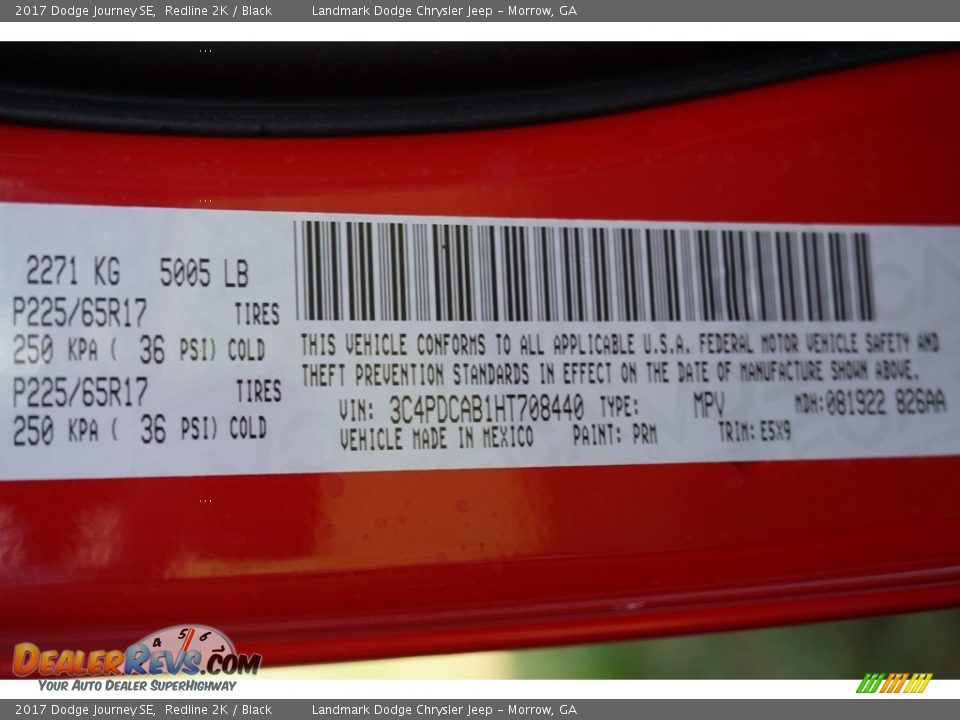 2017 Dodge Journey SE, Redline 2K / Black Landmark Dodge Chrysler Jeep - Morrow, GA
2271 KG 5005 LB
P225/65R17 TIRES
250 KPA ( 36 PSI) COLD
P225/65R17 TIRES
250 KPA ( 36 PSI) COLD
THIS VEHICLE CONFORMS TO ALL APPLICABLE U.S.A. FEDERAL MOTOR VEHICLE SAFETY AND
THEFT PREVENTION STANDARDS IN EFFECT ON THE DATE OF MANUFACTURE SHOWN ABOVE.
VIN: 3C4PDCAB1HT708440 TYPE: MPV MDH:081922 826AA
VEHICLE MADE IN MEXICO PAINT: PRM TRIM: E5X9
4 5 6
DEALERREVS.COM
YOUR AUTO DEALER SUPERHIGHWAY
2017 Dodge Journey SE, Redline 2K / Black Landmark Dodge Chrysler Jeep - Morrow, GA